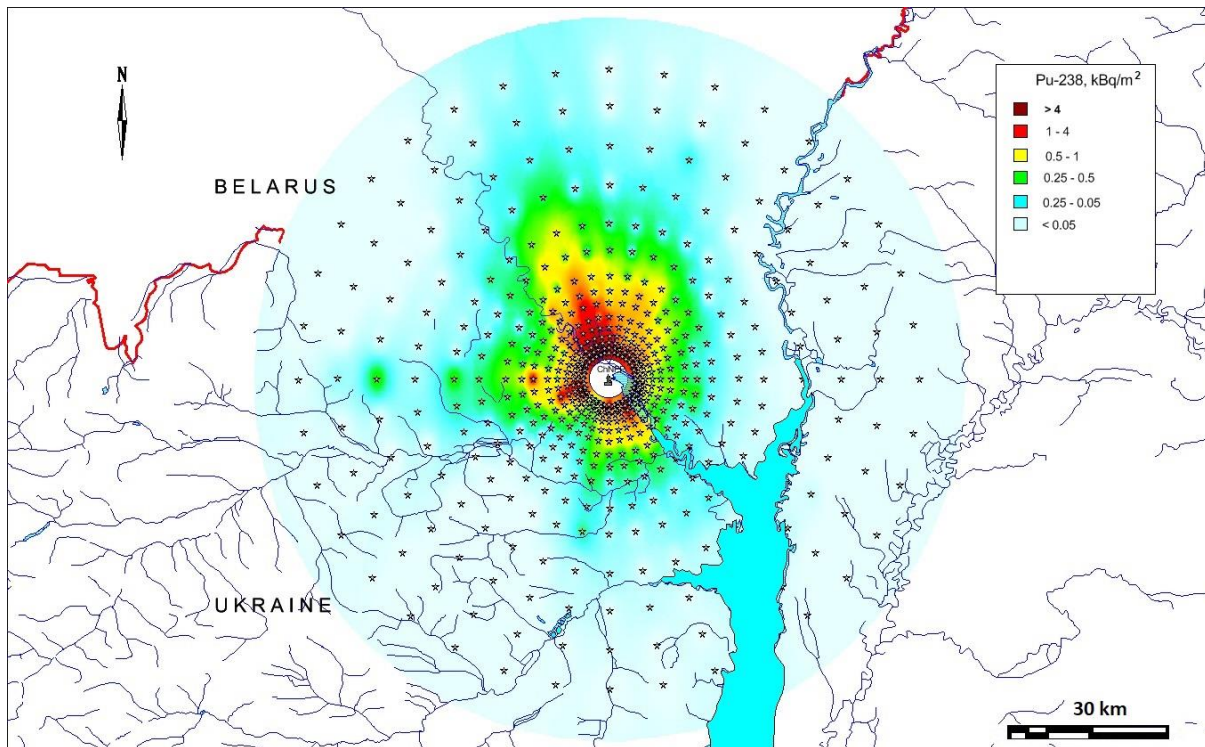 N
Pu-238, kBq/m²
> 4
1 - 4
0.5 - 1
0.25 - 0.5
0.25 - 0.05
< 0.05
BELARUS
UKRAINE
30 km